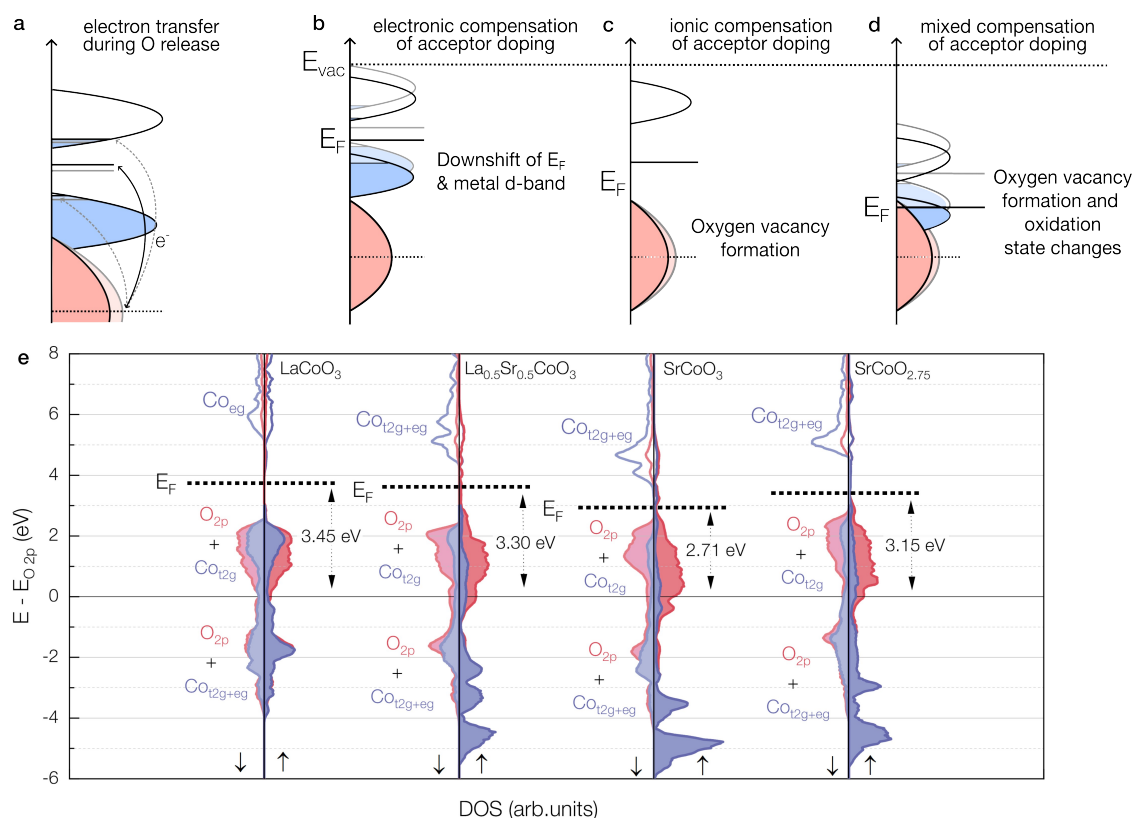 a
electron transfer
during O release
e-
b
electronic compensation
of acceptor doping
Evac
EF
Downshift of EF
& metal d-band
c
ionic compensation
of acceptor doping
EF
Oxygen vacancy
formation
d
mixed compensation
of acceptor doping
EF
Oxygen vacancy
formation and
oxidation
state changes
e
E - EO 2p (eV)
8
6
4
2
0
-2
-4
-6
LaCoO3
Coeg
EF
O2p
+
Cot2g
3.45 eV
O2p
+
Cot2g+eg
↓ ↑
La0.5Sr0.5CoO3
Cot2g+eg
EF
O2p
+
Cot2g
3.30 eV
O2p
+
Cot2g+eg
↓ ↑
SrCoO3
Cot2g+eg
EF
O2p
+
Cot2g
2.71 eV
O2p
+
Cot2g+eg
↓ ↑
SrCoO2.75
Cot2g+eg
O2p
+
Cot2g
3.15 eV
O2p
+
Cot2g+eg
↓ ↑
DOS (arb.units)